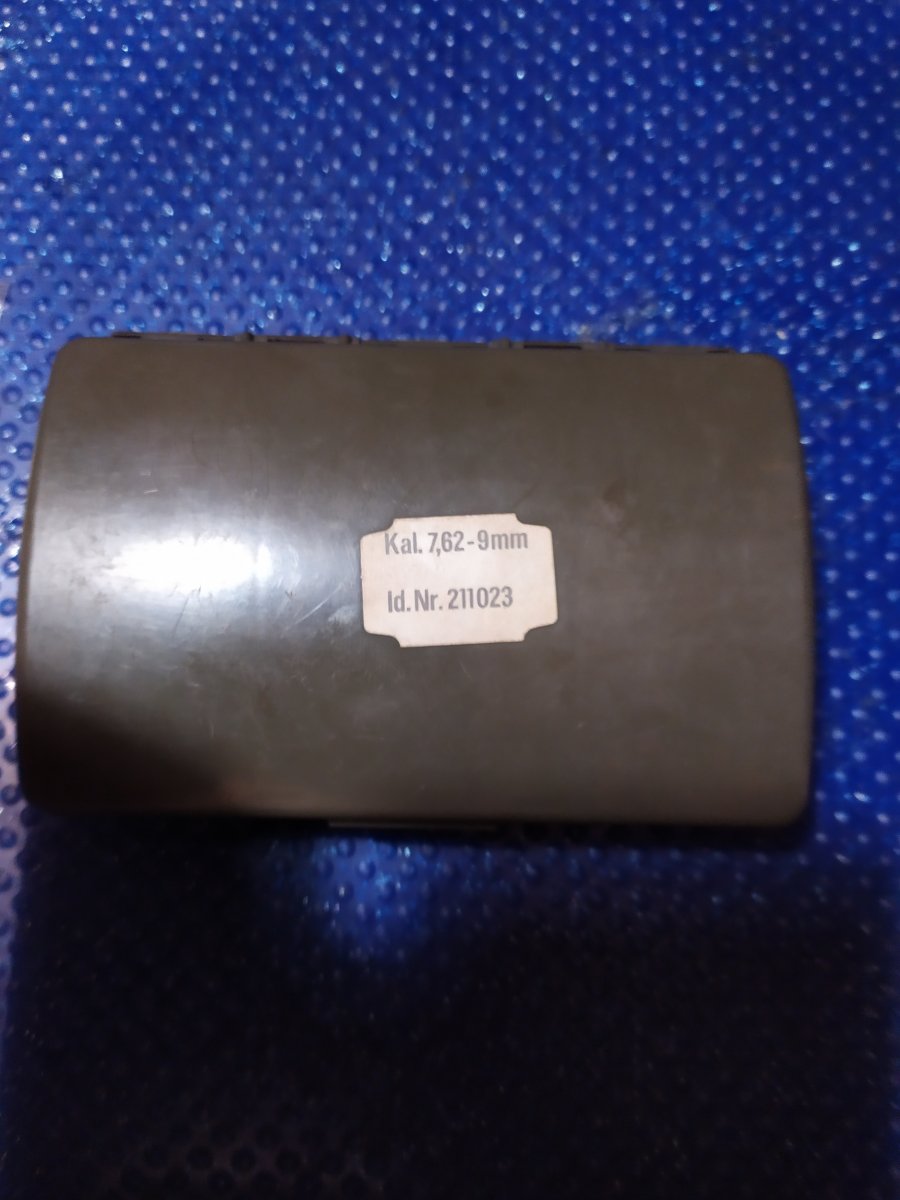 Kal. 7,62-9mm
Id. Nr. 211023